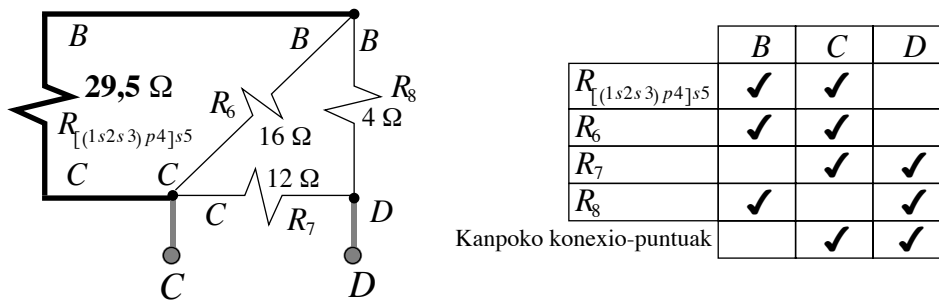 B B B
29,5 Ω
R[(1s2s3)p4]s5
R6
16 Ω
R8
4 Ω
C C
12 Ω
C
R7
D
C D
B C D
R[(1s2s3)p4]s5 ✓ ✓
R6 ✓ ✓
R7 ✓ ✓
R8 ✓ ✓
Kanpoko konexio-puntuak ✓ ✓